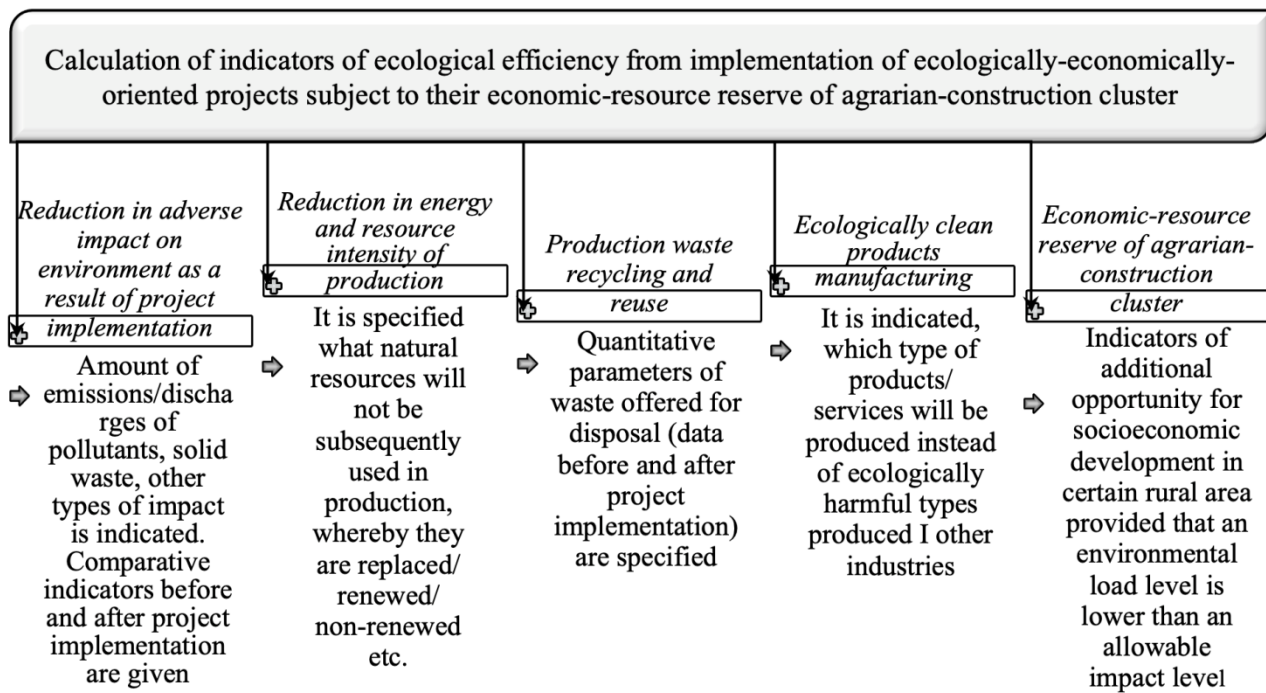 Calculation of indicators of ecological efficiency from implementation of ecologically-economically-
oriented projects subject to their economic-resource reserve of agrarian-construction cluster
Reduction in adverse
impact on
environment as a
result of project
implementation
Amount of
emissions/discha
rges of
pollutants, solid
waste, other
types of impact
is indicated.
Comparative
indicators before
and after project
implementation
are given
Reduction in energy
and resource
intensity of
production
It is specified
what natural
resources will
not be
subsequently
used in
production,
whereby they
are replaced/
renewed/
non-renewed
etc.
Production waste
recycling and
reuse
Quantitative
parameters of
waste offered for
disposal (data
before and after
project
implementation)
are specified
Ecologically clean
products
manufacturing
It is indicated,
which type of
products/
services will be
produced instead
of ecologically
harmful types
produced I other
industries
Economic-resource
reserve of agrarian-
construction
cluster
Indicators of
additional
opportunity for
socioeconomic
development in
certain rural area
provided that an
environmental
load level is
lower than an
allowable
impact level